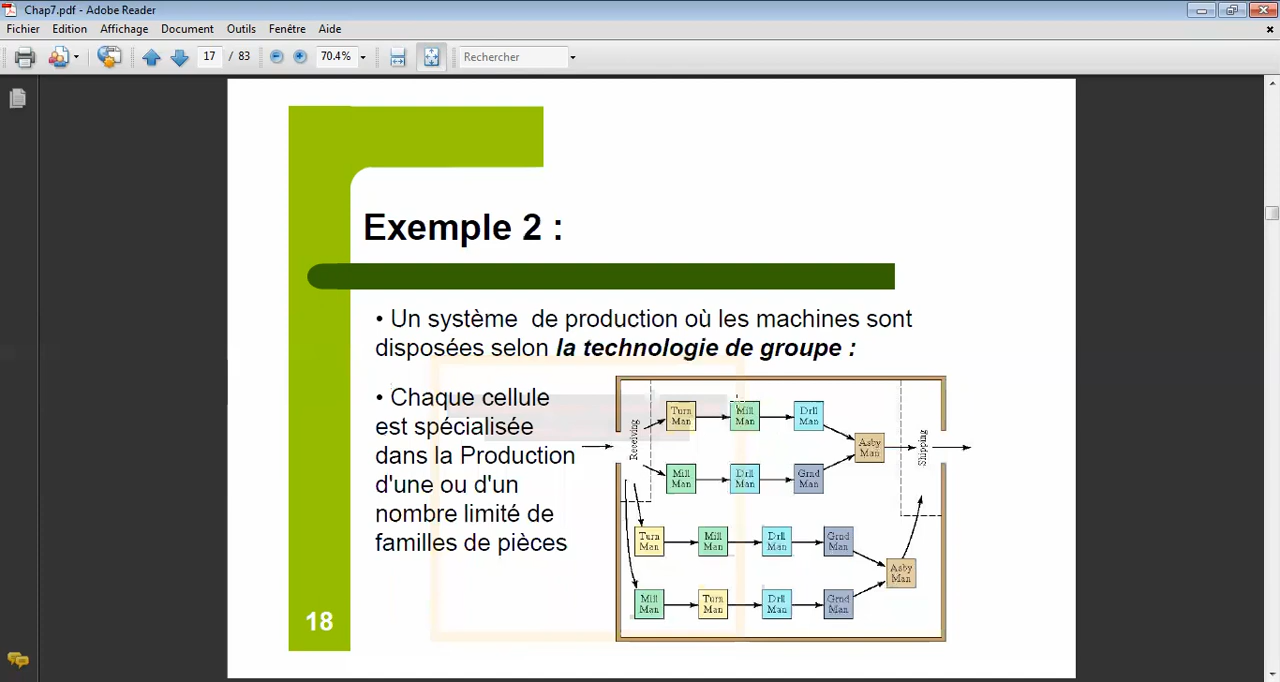 Chap7.pdf - Adobe Reader
Fichier Edition Affichage Document Outils Fenêtre Aide
17 / 83 70.4% Rechercher
Exemple 2 :
• Un système de production où les machines sont
disposées selon la technologie de groupe :
• Chaque cellule
est spécialisée
dans la Production
d'une ou d'un
nombre limité de
familles de pièces
18
Receiving
Turn
Man
Mill
Man
Drll
Man
Mill
Man
Drll
Man
Grnd
Man
Asby
Man
Shipping
Turn
Man
Mill
Man
Drll
Man
Grnd
Man
Mill
Man
Turn
Man
Drll
Man
Grnd
Man
Asby
Man